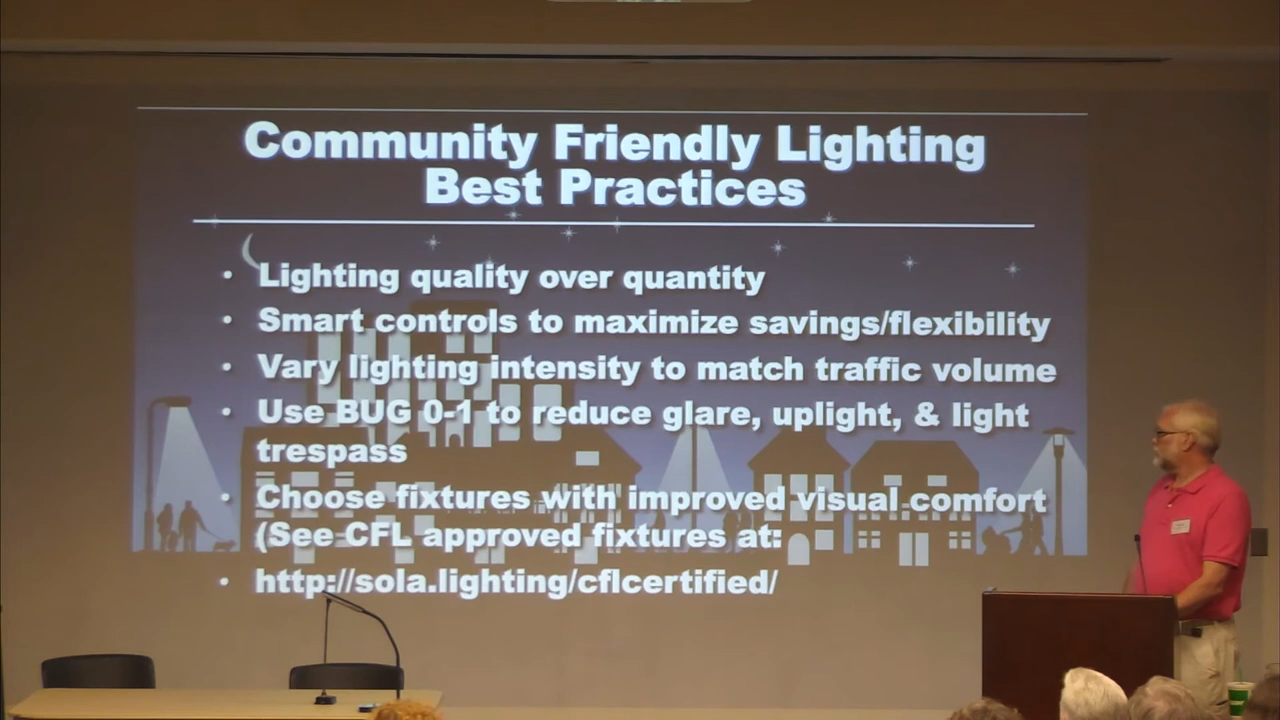 Community Friendly Lighting
Best Practices
• Lighting quality over quantity
• Smart controls to maximize savings/flexibility
• Vary lighting intensity to match traffic volume
• Use BUG 0-1 to reduce glare, uplight, & light
trespass
• Choose fixtures with improved visual comfort
(See CFL approved fixtures at:
• http://sola.lighting/cflcertified/